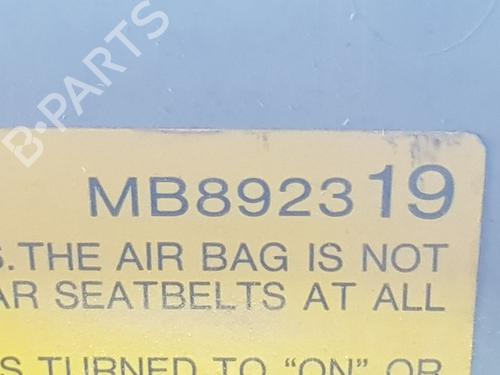 B-PARTS
MB892319
S.THE AIR BAG IS NOT
AR SEATBELTS AT ALL
S TURNED TO "ON" OR